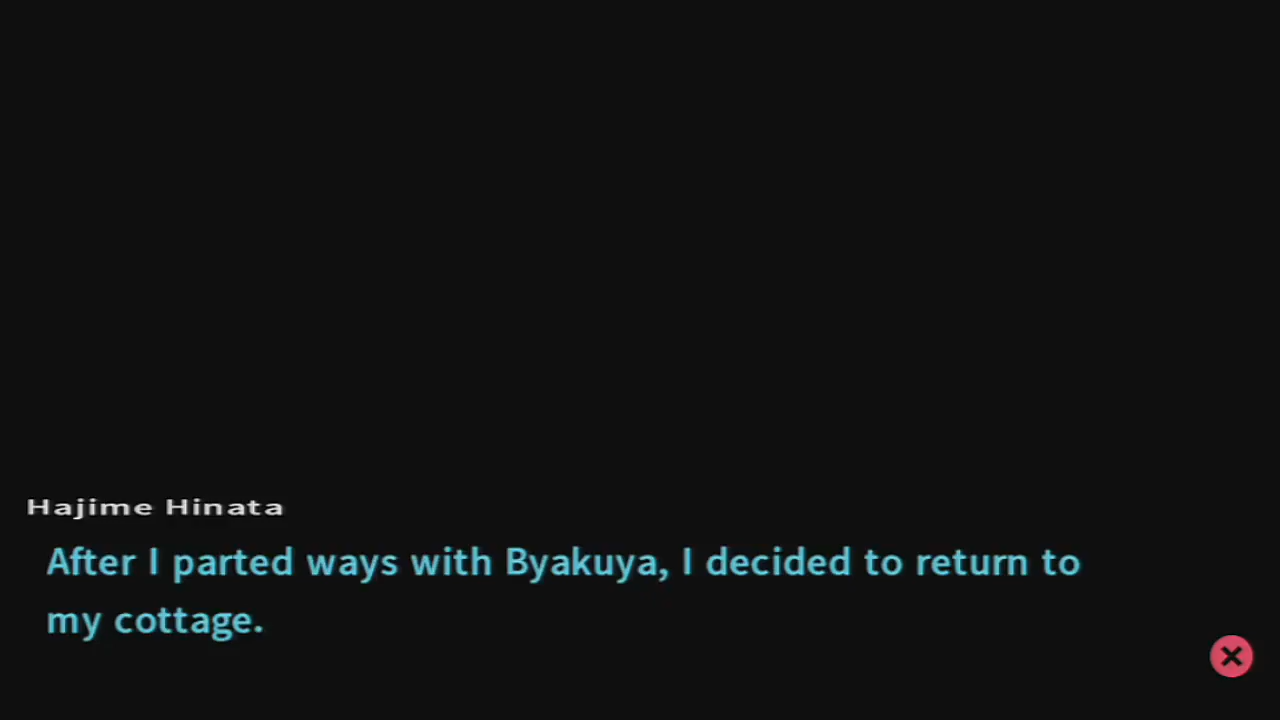 Hajime Hinata
After I parted ways with Byakuya, I decided to return to
my cottage.